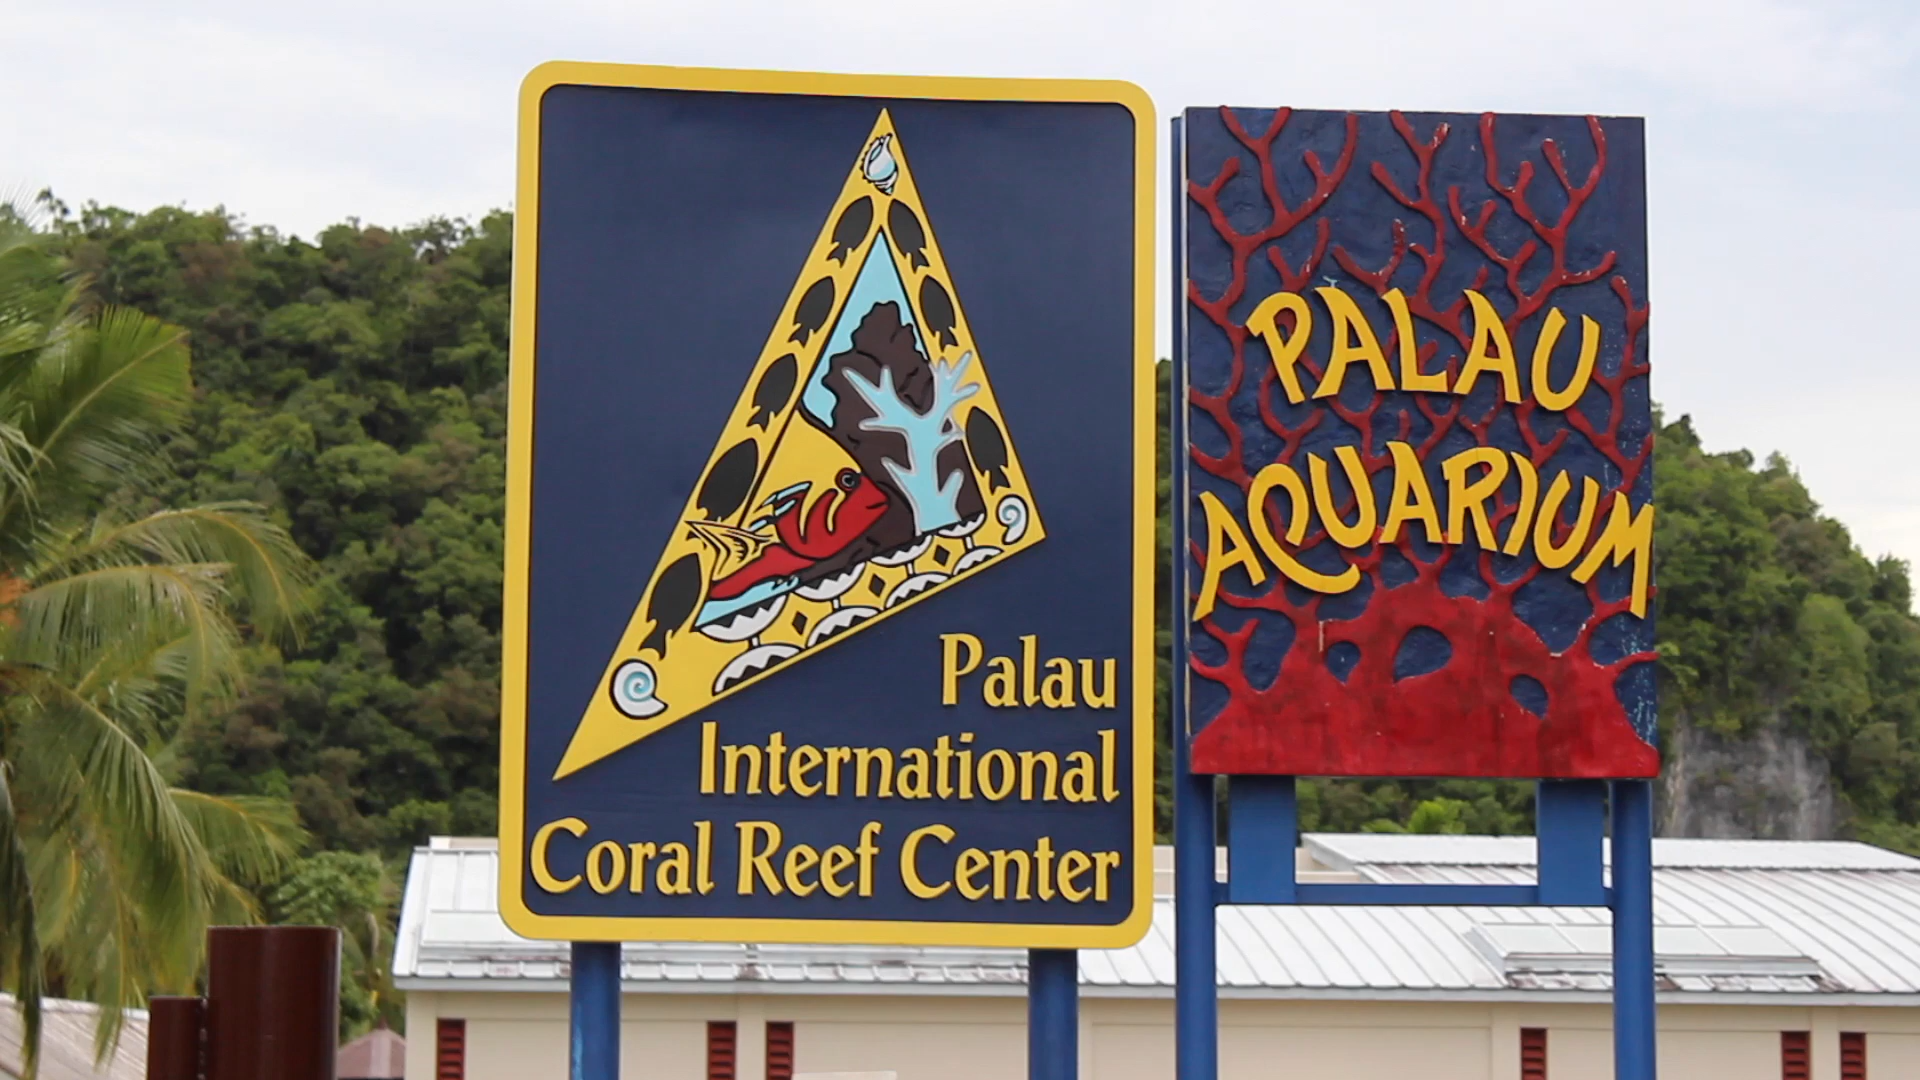 Palau
International
Coral Reef Center
PALAU
AQUARIUM